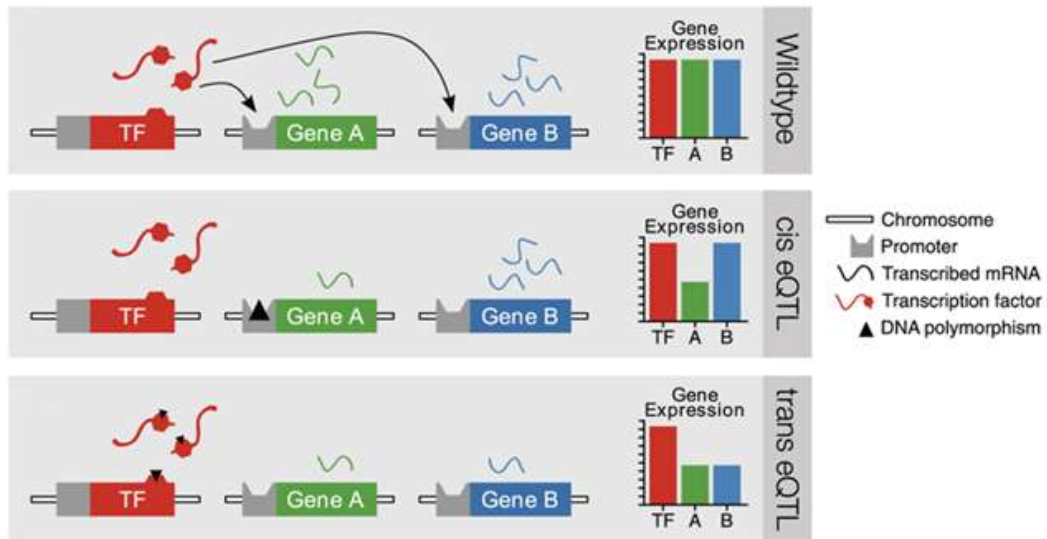 Gene
Expression
TF
Gene A
Gene B
TF A B
Wildtype
Gene
Expression
TF
Gene A
Gene B
TF A B
cis eQTL
Gene
Expression
TF
Gene A
Gene B
TF A B
trans eQTL
Chromosome
Promoter
Transcribed mRNA
Transcription factor
DNA polymorphism